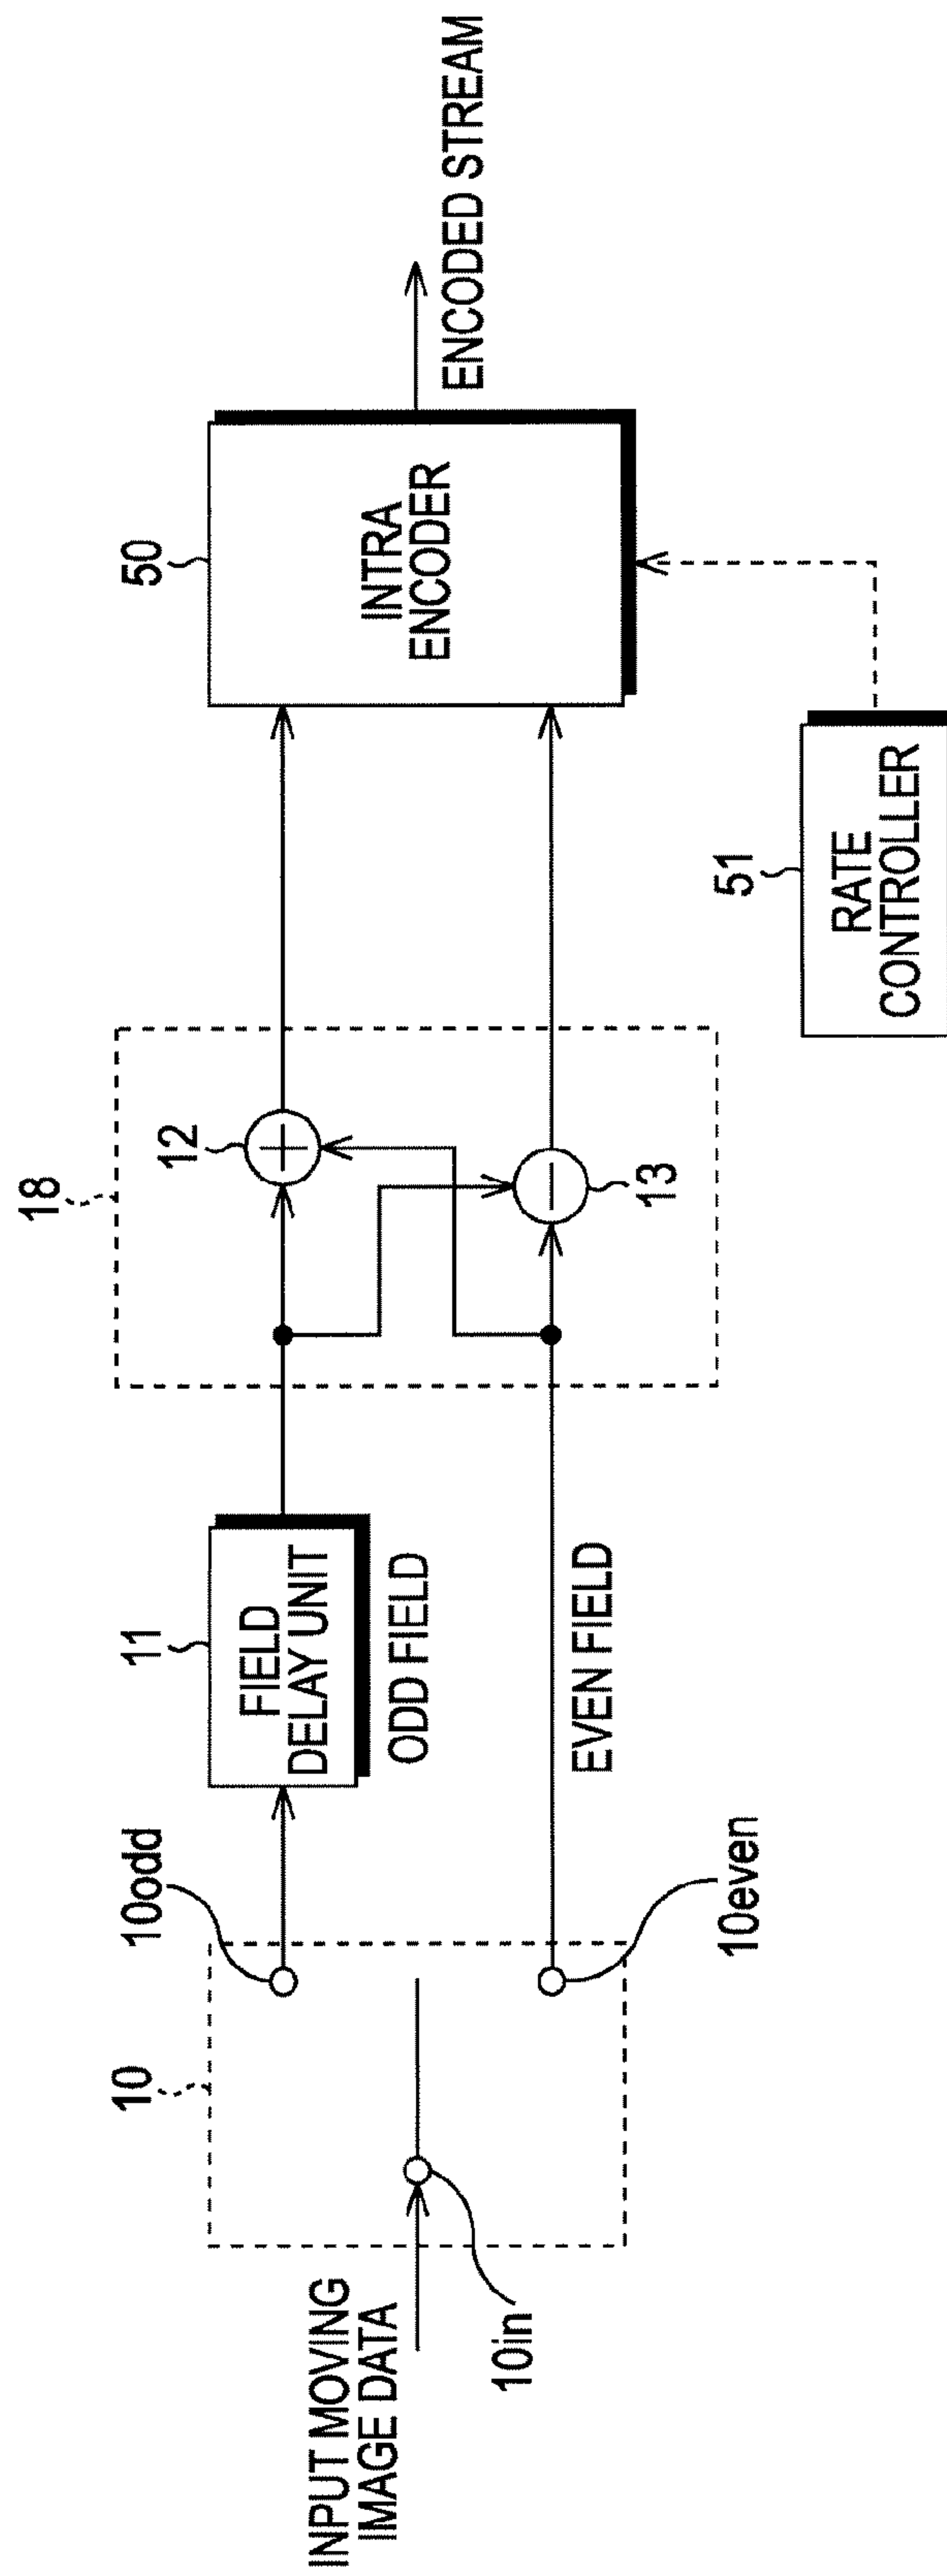 INPUT MOVING
IMAGE DATA
10in
10
10odd
10even
11
FIELD
DELAY UNIT
ODD FIELD
EVEN FIELD
18
12
13
50
INTRA
ENCODER
51
RATE
CONTROLLER
ENCODED STREAM